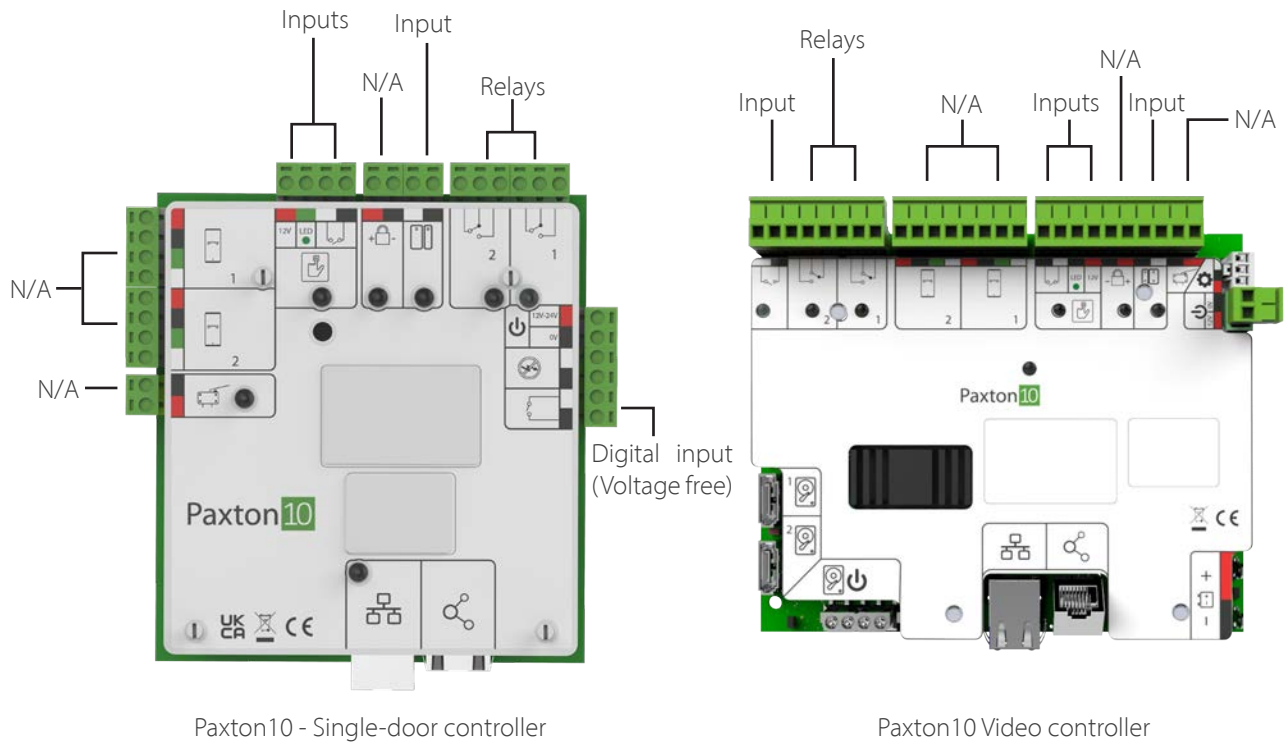 Inputs
Input
N/A
Relays
N/A
N/A
12V
LED
+
-
2
1
1
2
12V-24V
0V
Digital input
(Voltage free)
Paxton10
UK
CA
CE
Paxton10 - Single-door controller
Relays
N/A
Input
N/A
Inputs
Input
N/A
LED
12V
-
+
2
1
2
1
Paxton10
1
2
CE
+
-
Paxton10 Video controller